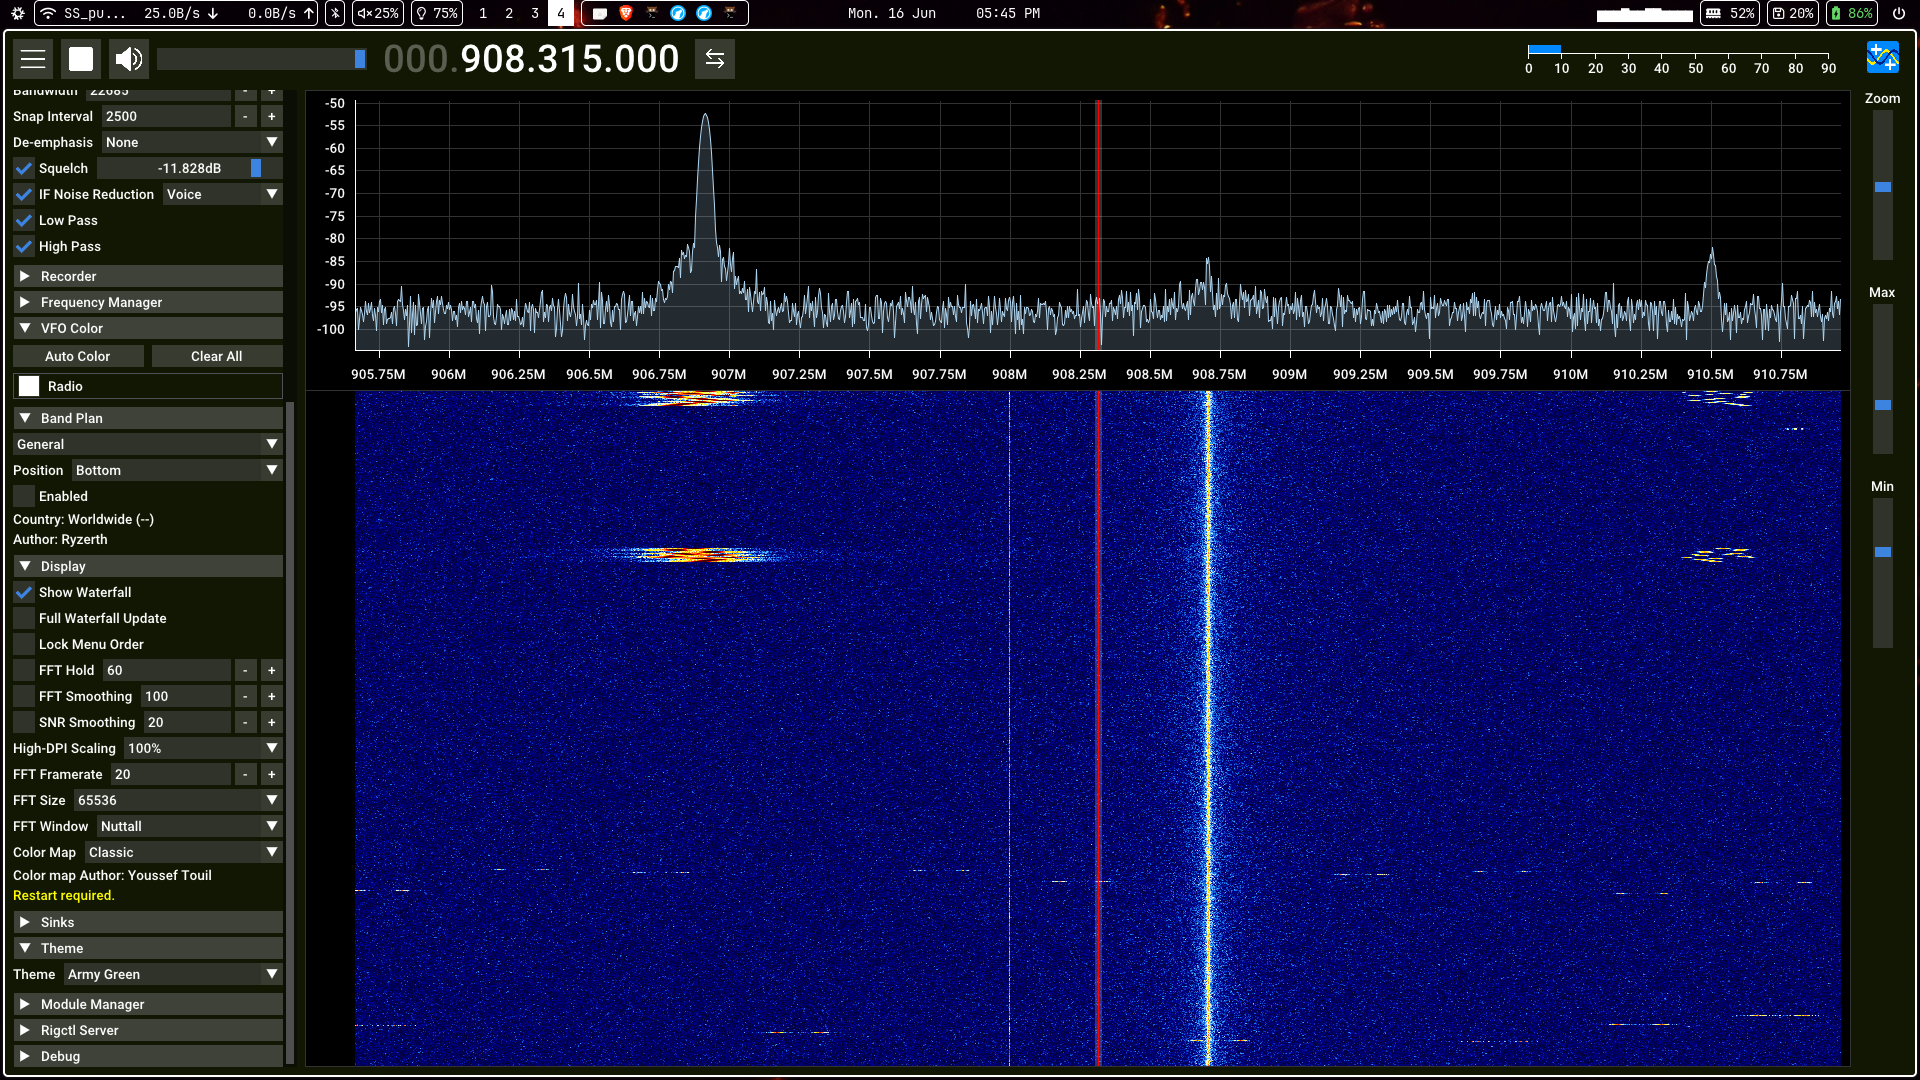 SS_pu... 25.0B/s 0.0B/s 25% 75% 1 2 3 4 Mon. 16 Jun 05:45 PM 52% 20% 86%
000.908.315.000
0 10 20 30 40 50 60 70 80 90
Bandwidth 22685 - +
Snap Interval 2500 - +
De-emphasis None
Squelch -11.828dB
IF Noise Reduction Voice
Low Pass
High Pass
Recorder
Frequency Manager
VFO Color
Auto Color Clear All
Radio
Band Plan
General
Position Bottom
Enabled
Country: Worldwide (--)
Author: Ryzerth
Display
Show Waterfall
Full Waterfall Update
Lock Menu Order
FFT Hold 60 - +
FFT Smoothing 100 - +
SNR Smoothing 20 - +
High-DPI Scaling 100%
FFT Framerate 20 - +
FFT Size 65536
FFT Window Nuttall
Color Map Classic
Color map Author: Youssef Touil
Restart required.
Sinks
Theme
Theme Army Green
Module Manager
Rigctl Server
Debug
-50
-55
-60
-65
-70
-75
-80
-85
-90
-95
-100
905.75M 906M 906.25M 906.5M 906.75M 907M 907.25M 907.5M 907.75M 908M 908.25M 908.5M 908.75M 909M 909.25M 909.5M 909.75M 910M 910.25M 910.5M 910.75M
Zoom
Max
Min